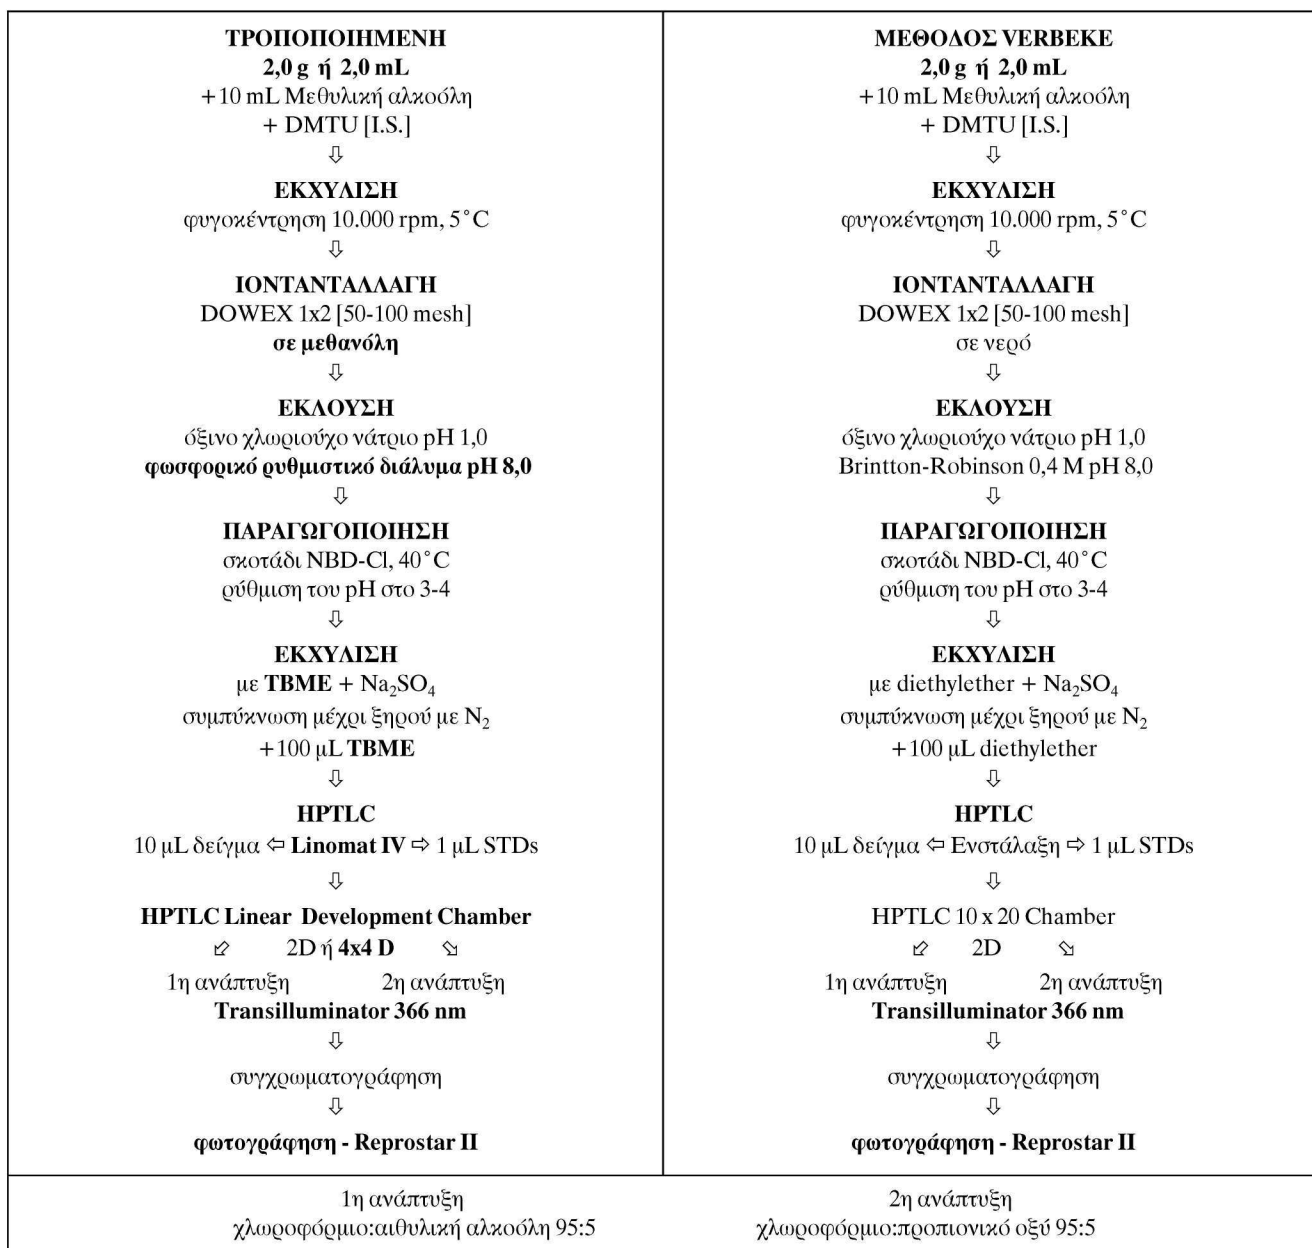 ΤΡΟΠΟΠΟΙΗΜΕΝΗ
2,0 g ή 2,0 mL
+10 mL Μεθυλική αλκοόλη
+ DMTU [I.S.]
⇩
ΕΚΧΥΛΙΣΗ
φυγοκέντρηση 10.000 rpm, 5˚C
⇩
ΙΟΝΤΑΝΤΑΛΛΑΓΗ
DOWEX 1x2 [50-100 mesh]
σε μεθανόλη
⇩
ΕΚΛΟΥΣΗ
όξινο χλωριούχο νάτριο pH 1,0
φωσφορικό ρυθμιστικό διάλυμα pH 8,0
⇩
ΠΑΡΑΓΩΓΟΠΟΙΗΣΗ
σκοτάδι NBD-Cl, 40˚C
ρύθμιση του pH στο 3-4
⇩
ΕΚΧΥΛΙΣΗ
με TBME + Na₂SO₄
συμπύκνωση μέχρι ξηρού με N₂
+100 μL TBME
⇩
HPTLC
10 μL δείγμα ⇦ Linomat IV ⇨ 1 μL STDs
⇩
HPTLC Linear Development Chamber
⬃ 2D ή 4x4 D ⬂
1η ανάπτυξη 2η ανάπτυξη
Transilluminator 366 nm
⇩
συγχρωματογράφηση
⇩
φωτογράφηση - Reprostar II
ΜΕΘΟΔΟΣ VERBEKE
2,0 g ή 2,0 mL
+10 mL Μεθυλική αλκοόλη
+ DMTU [I.S.]
⇩
ΕΚΧΥΛΙΣΗ
φυγοκέντρηση 10.000 rpm, 5˚C
⇩
ΙΟΝΤΑΝΤΑΛΛΑΓΗ
DOWEX 1x2 [50-100 mesh]
σε νερό
⇩
ΕΚΛΟΥΣΗ
όξινο χλωριούχο νάτριο pH 1,0
Brintton-Robinson 0,4 M pH 8,0
⇩
ΠΑΡΑΓΩΓΟΠΟΙΗΣΗ
σκοτάδι NBD-Cl, 40˚C
ρύθμιση του pH στο 3-4
⇩
ΕΚΧΥΛΙΣΗ
με diethylether + Na₂SO₄
συμπύκνωση μέχρι ξηρού με N₂
+100 μL diethylether
⇩
HPTLC
10 μL δείγμα ⇦ Ενστάλαξη ⇨ 1 μL STDs
⇩
HPTLC 10 x 20 Chamber
⬃ 2D ⬂
1η ανάπτυξη 2η ανάπτυξη
Transilluminator 366 nm
⇩
συγχρωματογράφηση
⇩
φωτογράφηση - Reprostar II
1η ανάπτυξη 2η ανάπτυξη
χλωροφόρμιο:αιθυλική αλκοόλη 95:5 χλωροφόρμιο:προπιονικό οξύ 95:5